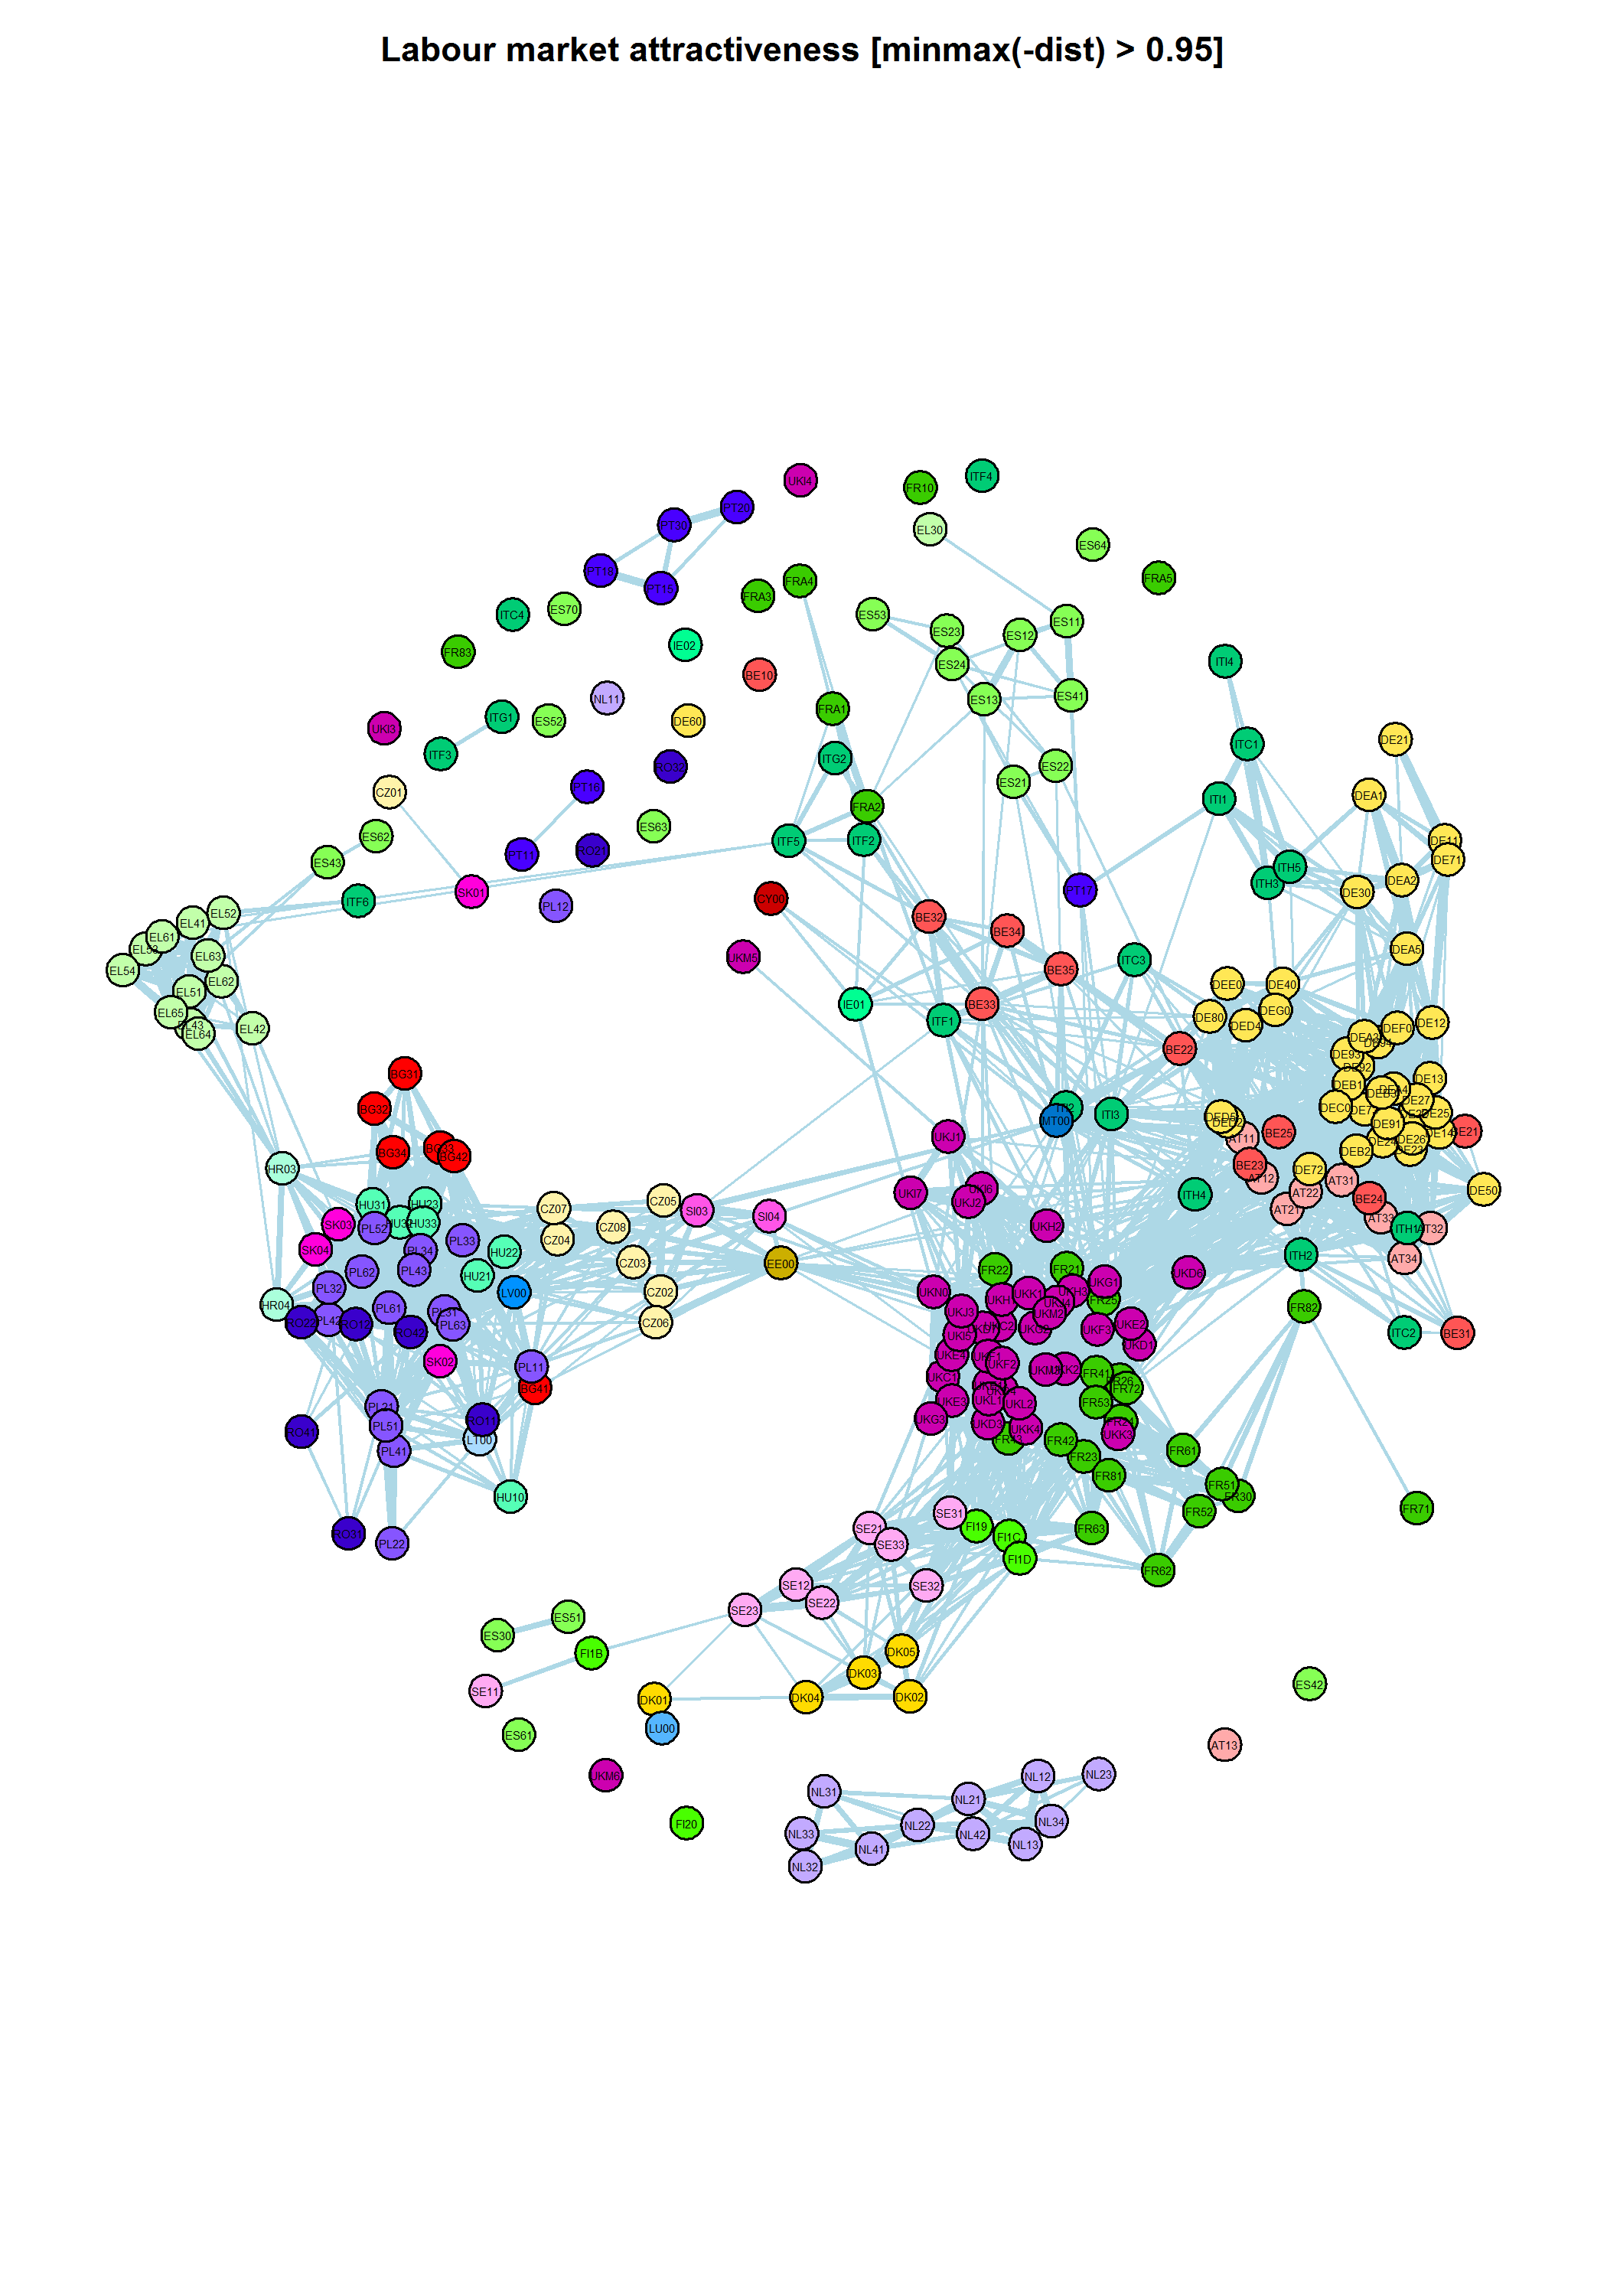 Labour market attractiveness [minmax(-dist) > 0.95]
UKI4
ITF4
FR10
PT20
PT30
EL30
ES64
PT18
FRA5
FRA4
PT15
FRA3
ES70
ITC4
ES53
ES11
ES23
ES12
IE02
FR83
ITI4
ES24
BE10
ES41
NL11
ES13
FRA1
ITG1
ES52
DE60
UKI3
DE21
ITC1
ITF3
ITG2
ES22
RO32
ES21
PT16
CZ01
DEA1
ITI1
FRA2
ES63
ES62
ITF5
ITF2
DE11
RO21
PT11
DE71
ES43
ITH5
DEA2
ITH3
PT17
SK01
DE30
CY00
ITF6
PL12
EL52
BE32
EL41
BE34
EL61
EL53
DEA5
EL63
UKM5
ITC3
BE35
EL54
EL62
DEE0
DE40
EL51
IE01
BE33
DEG0
EL65
DE80
ITF1
DE12
EL43
DED4
DEF0
EL42
EL64
DEA3
DE94
BE22
DE93
DE92
BG31
DE13
DEB1
DEA4
DEB3
DE27
ITI3
BG32
DEC0
DE73
DE25
DED5
MT00
DED2
DE91
DE14
BE21
BE25
UKJ1
AT11
DE26
DE24
BG33
BG34
DEB2
DE23
BG42
BE23
HR03
DE72
AT12
AT31
UKI6
DE50
UKI7
AT22
ITH4
BE24
CZ05
UKJ2
HU31
HU23
CZ07
AT21
SI03
SI04
AT33
SK03
HU33
PL52
UKH2
CZ08
ITH1
AT32
CZ04
PL33
SK04
PL34
HU22
ITH2
AT34
CZ03
EE00
FR22
FR21
PL43
PL62
UKD6
HU21
UKG1
PL32
CZ02
LV00
UKN0
UKK1
UKH3
FR25
HR04
PL61
FR82
UKJ3
UKM2
PL31
PL42
RO22
RO12
PL63
CZ06
UKE2
UKF3
RO42
ITC2
BE31
UKI5
UKD1
UKE4
UKF1
SK02
UKF2
PL11
UKM3
UKK2
FR41
UKC1
FR26
FR72
BG41
UKE3
UKL1
FR53
UKL2
PL21
UKG3
RO11
FR24
UKD3
PL51
UKK4
RO41
UKK3
LT00
FR43
FR42
PL41
FR61
FR23
FR81
FR51
HU10
FR30
FR71
FR52
SE31
FI19
SE21
FR63
RO31
FI1C
PL22
SE33
FI1D
FR62
SE12
SE32
SE22
SE23
ES51
ES30
DK05
FI1B
DK03
ES42
SE11
DK04
DK02
DK01
LU00
ES61
AT13
UKM6
NL12
NL23
NL31
NL21
FI20
NL34
NL22
NL33
NL42
NL13
NL41
NL32